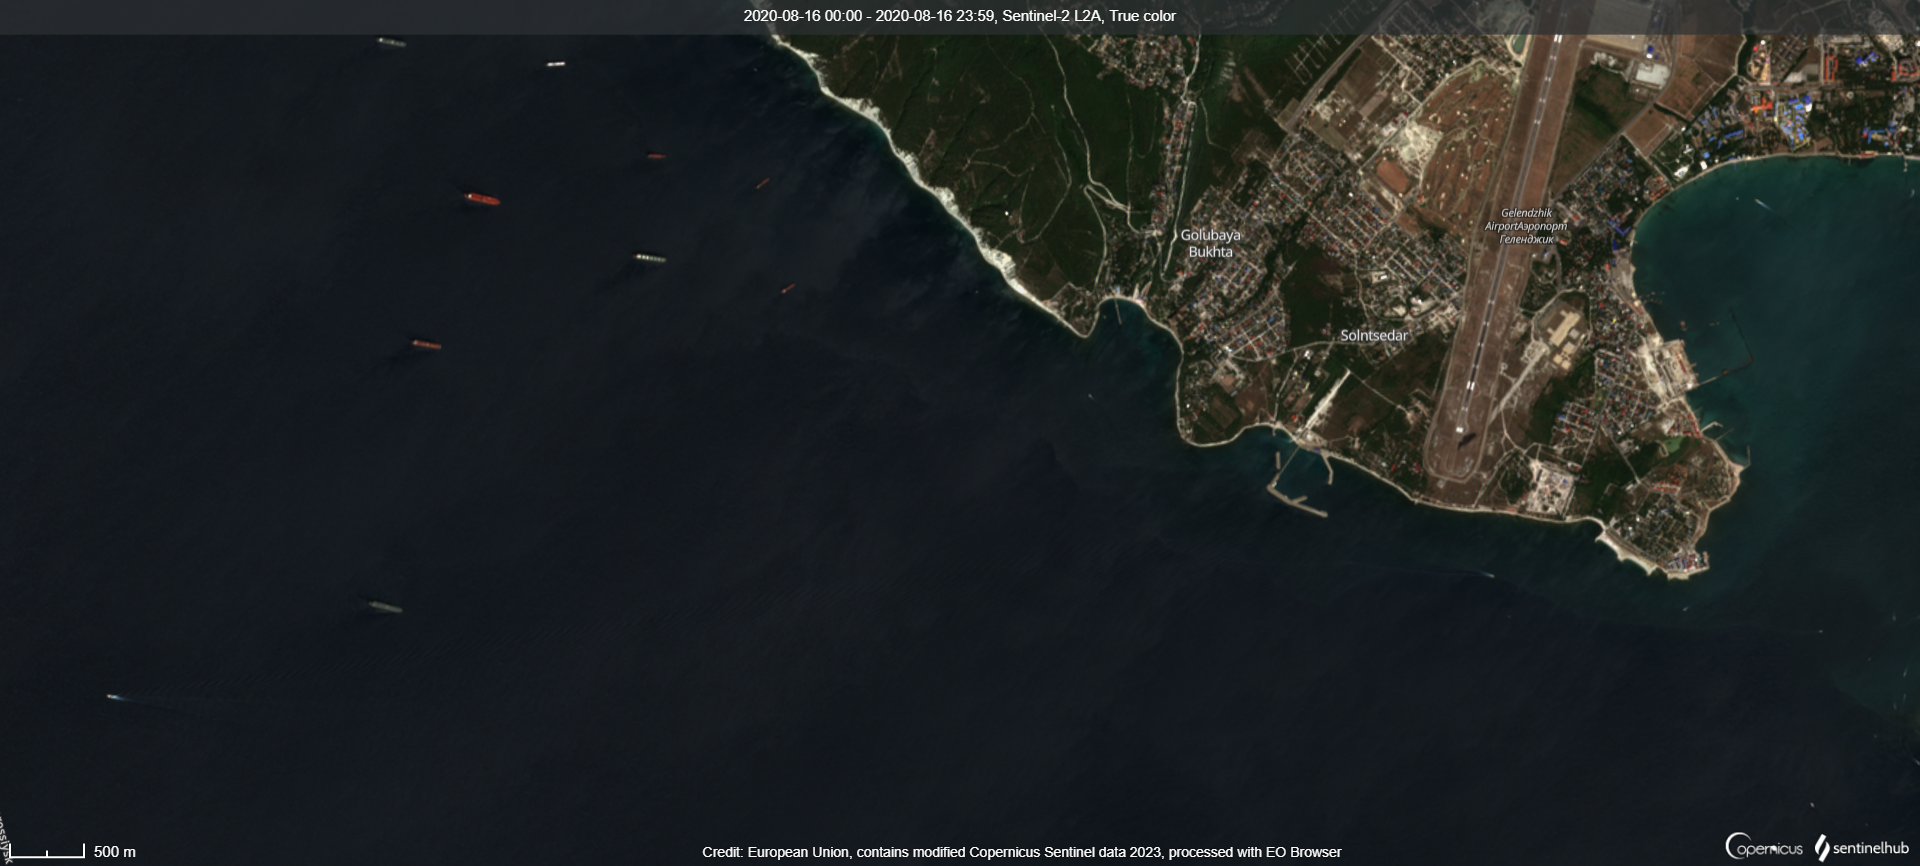 2020-08-16 00:00 - 2020-08-16 23:59, Sentinel-2 L2A, True color
Gelendzhik
AirportАэропорт
Геленджик
Golubaya
Bukhta
Solntsedar
500 m
Credit: European Union, contains modified Copernicus Sentinel data 2023, processed with EO Browser
Copernicus
sentinelhub